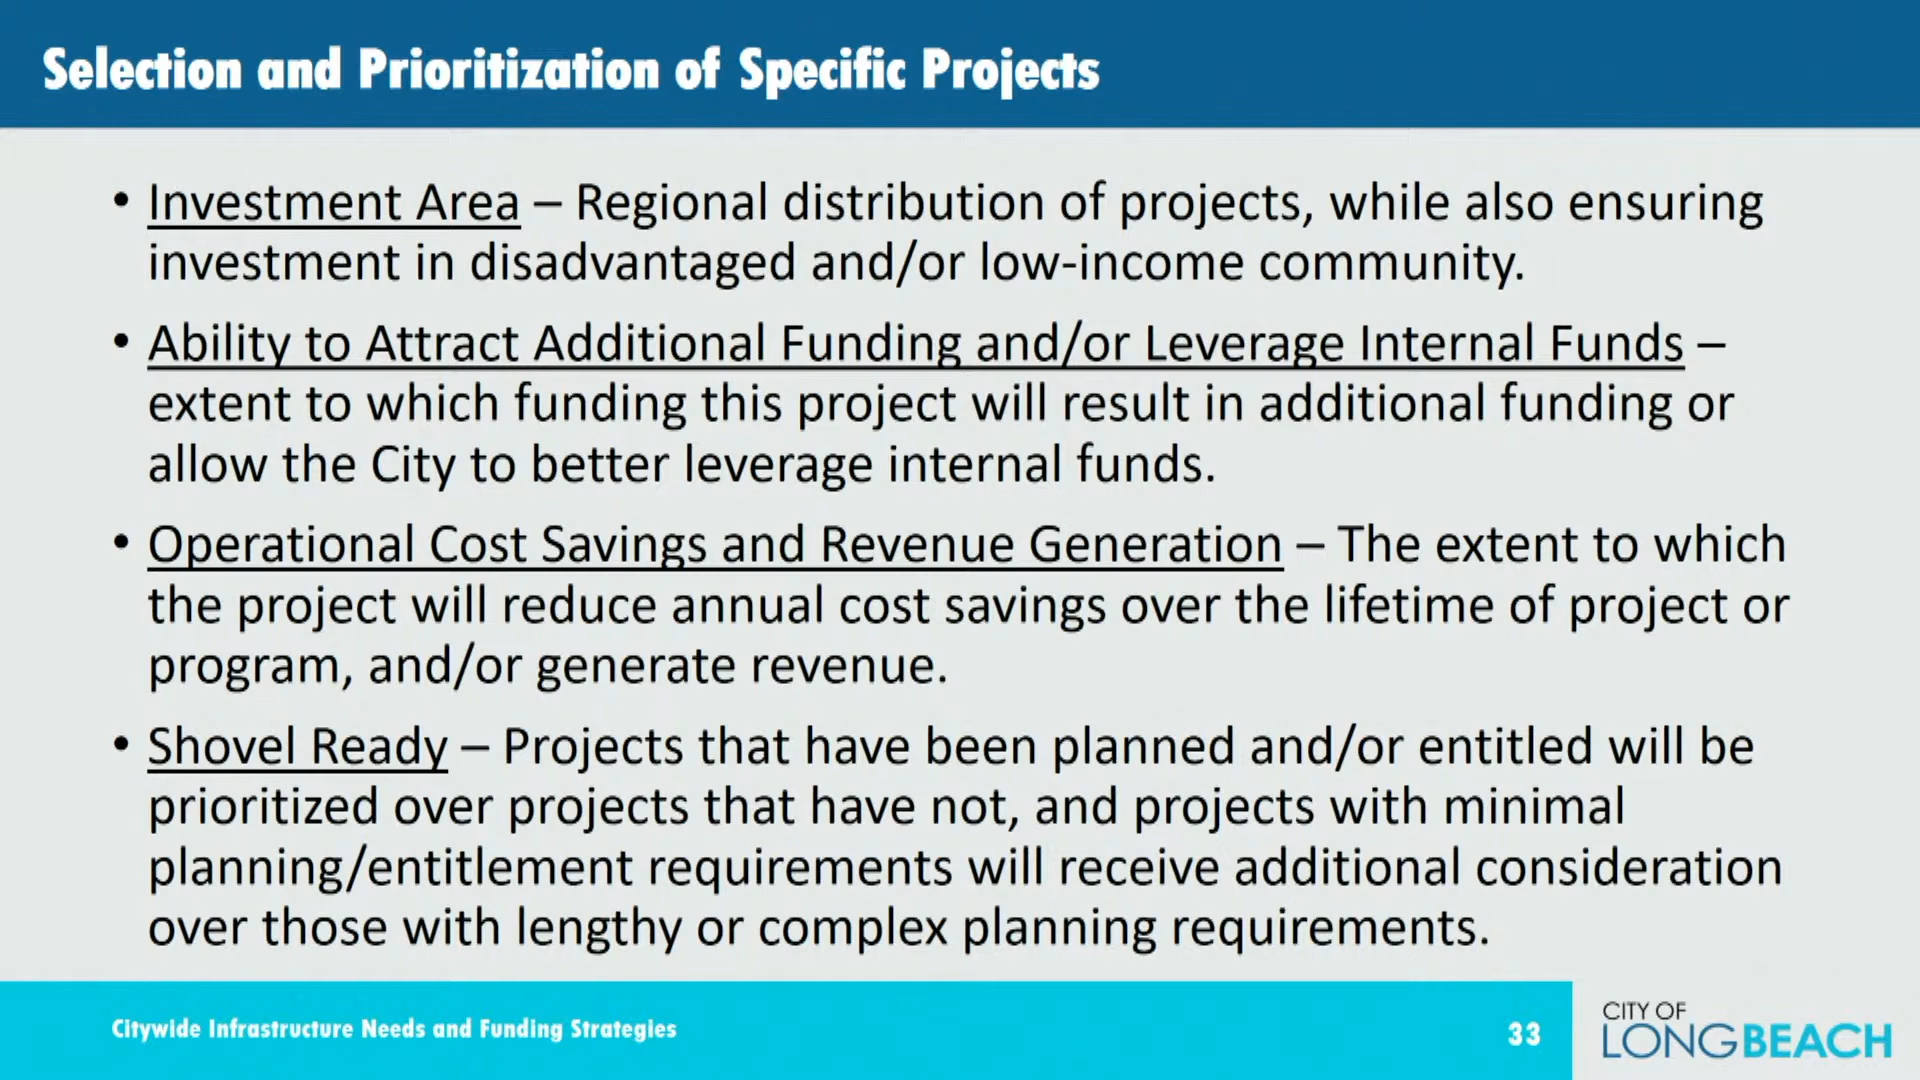 Selection and Prioritization of Specific Projects
• Investment Area – Regional distribution of projects, while also ensuring
investment in disadvantaged and/or low-income community.
• Ability to Attract Additional Funding and/or Leverage Internal Funds –
extent to which funding this project will result in additional funding or
allow the City to better leverage internal funds.
• Operational Cost Savings and Revenue Generation – The extent to which
the project will reduce annual cost savings over the lifetime of project or
program, and/or generate revenue.
• Shovel Ready – Projects that have been planned and/or entitled will be
prioritized over projects that have not, and projects with minimal
planning/entitlement requirements will receive additional consideration
over those with lengthy or complex planning requirements.
Citywide Infrastructure Needs and Funding Strategies
33
CITY OF
LONGBEACH